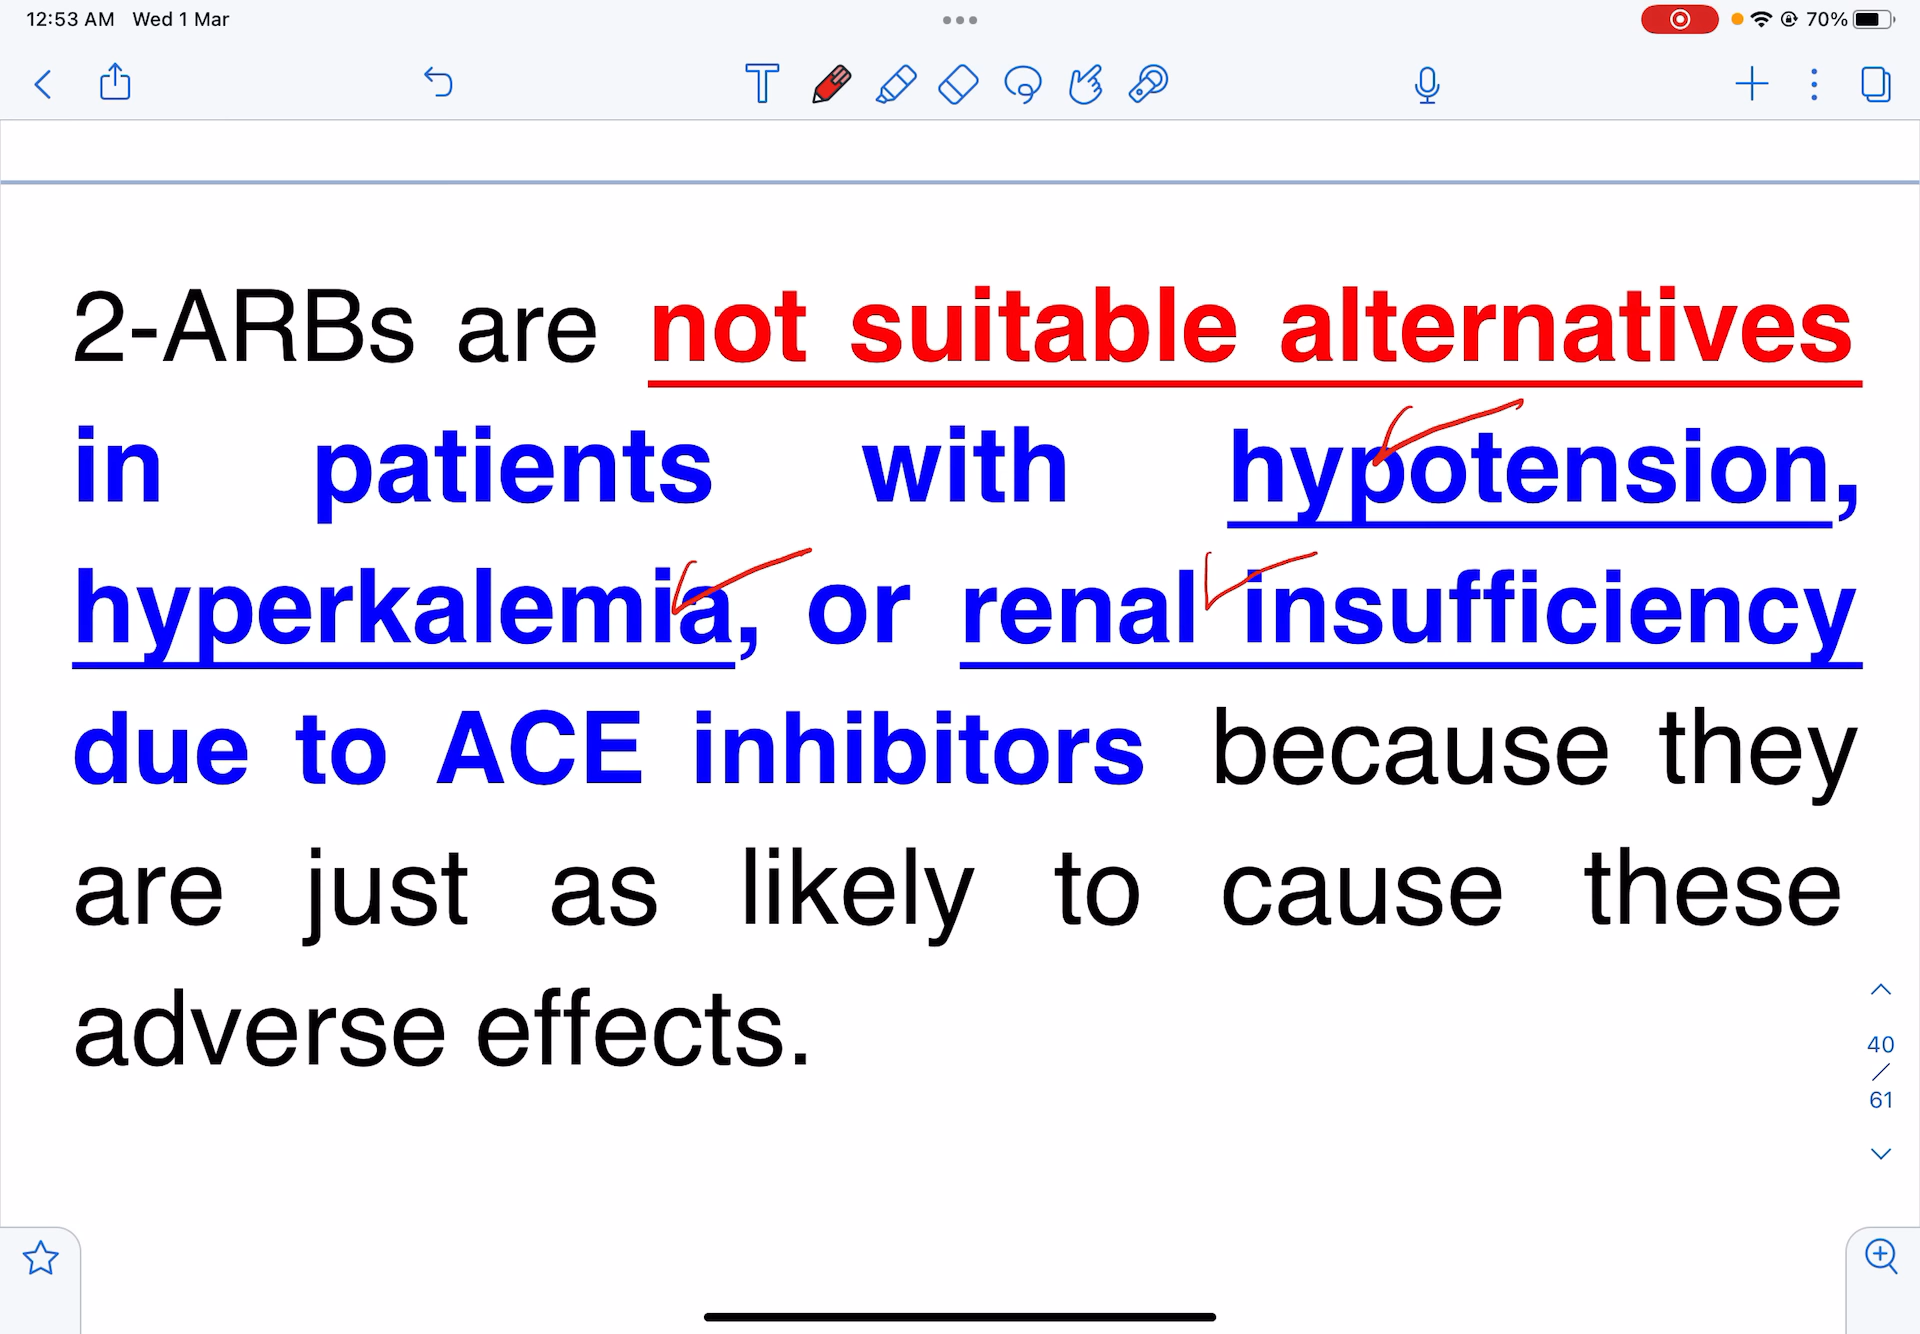 12:53 AM Wed 1 Mar
70%
2-ARBs are not suitable alternatives
in patients with hypotension,
hyperkalemia, or renal insufficiency
due to ACE inhibitors because they
are just as likely to cause these
adverse effects.
40
/
61